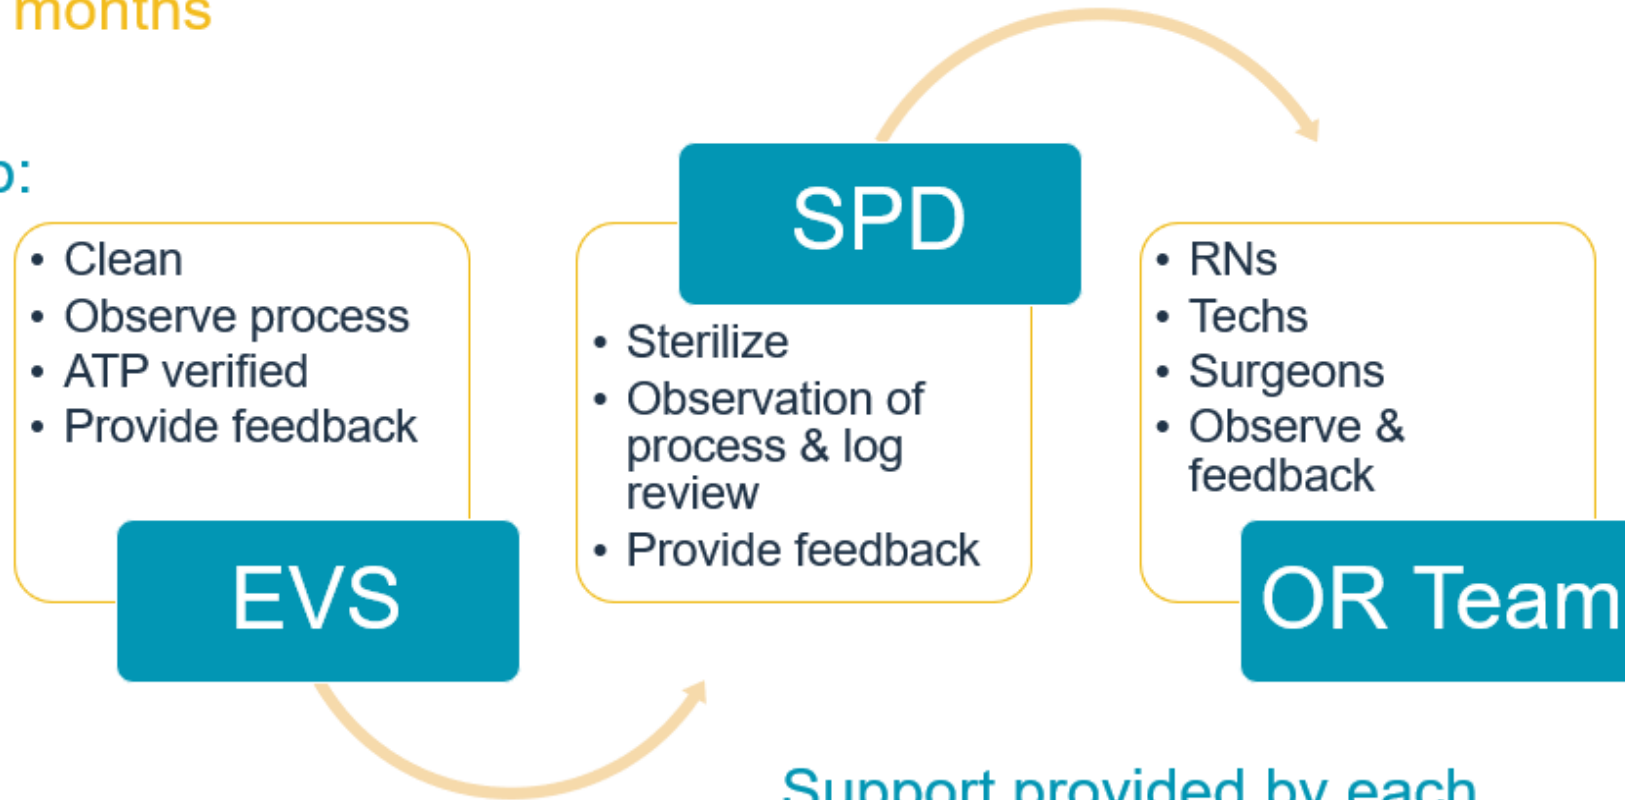 months
p:
• Clean
• Observe process
• ATP verified
• Provide feedback
EVS
SPD
• Sterilize
• Observation of
process & log
review
• Provide feedback
• RNs
• Techs
• Surgeons
• Observe &
feedback
OR Team
Support provided by each